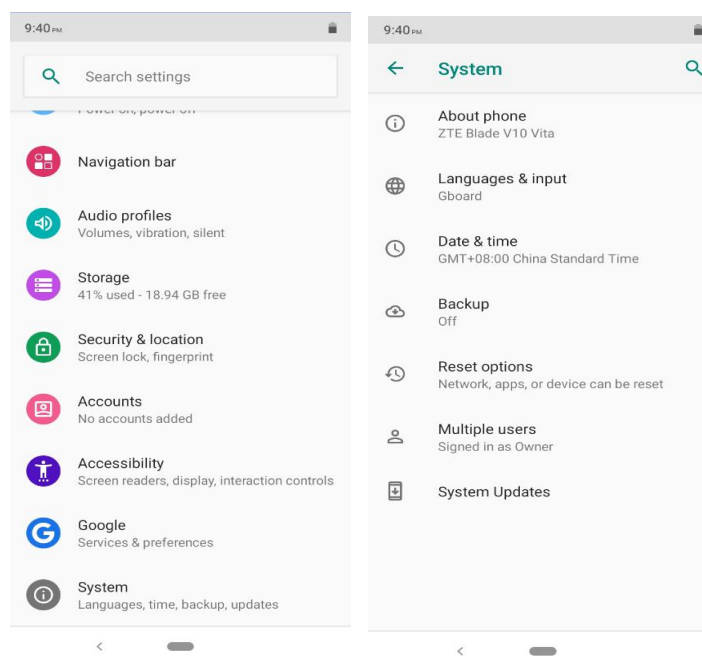 9:40 PM
Search settings
Power on, power off
Navigation bar
Audio profiles
Volumes, vibration, silent
Storage
41% used - 18.94 GB free
Security & location
Screen lock, fingerprint
Accounts
No accounts added
Accessibility
Screen readers, display, interaction controls
Google
Services & preferences
System
Languages, time, backup, updates
9:40 PM
System
About phone
ZTE Blade V10 Vita
Languages & input
Gboard
Date & time
GMT+08:00 China Standard Time
Backup
Off
Reset options
Network, apps, or device can be reset
Multiple users
Signed in as Owner
System Updates